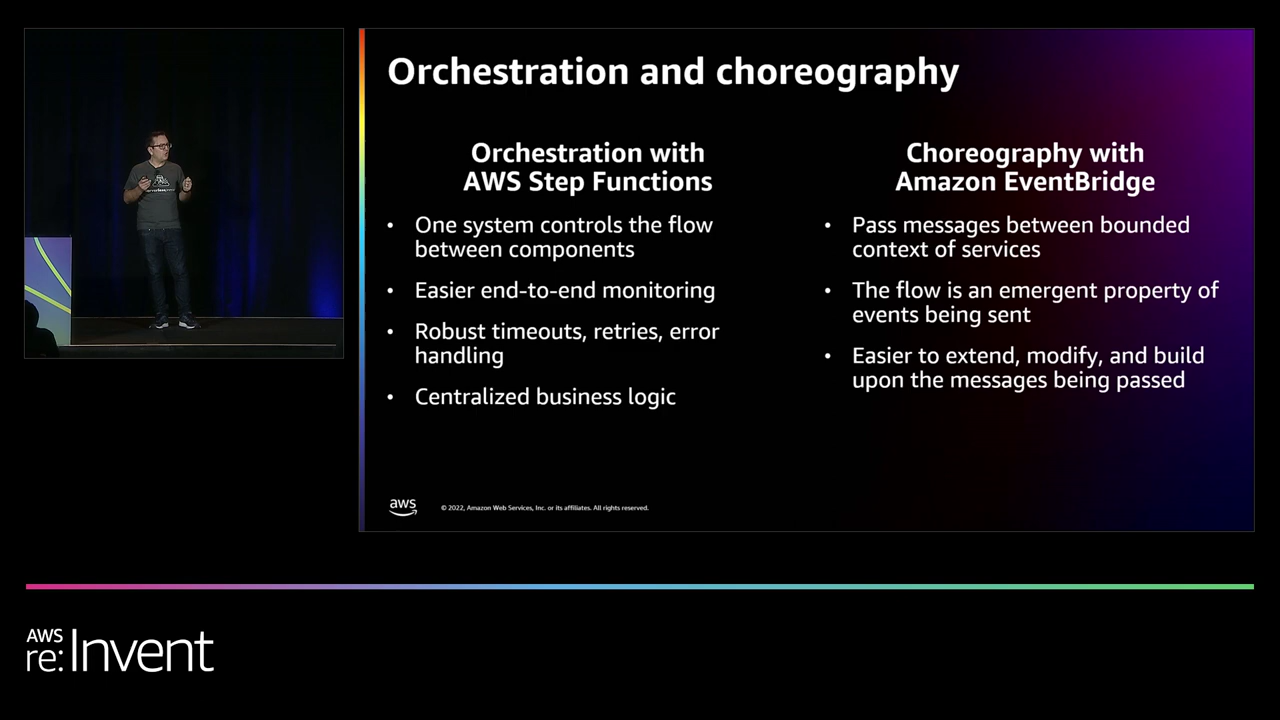 Orchestration and choreography
Orchestration with
AWS Step Functions
• One system controls the flow
between components
• Easier end-to-end monitoring
• Robust timeouts, retries, error
handling
• Centralized business logic
Choreography with
Amazon EventBridge
• Pass messages between bounded
context of services
• The flow is an emergent property of
events being sent
• Easier to extend, modify, and build
upon the messages being passed
aws
© 2022, Amazon Web Services, Inc. or its affiliates. All rights reserved.
AWS
re:Invent